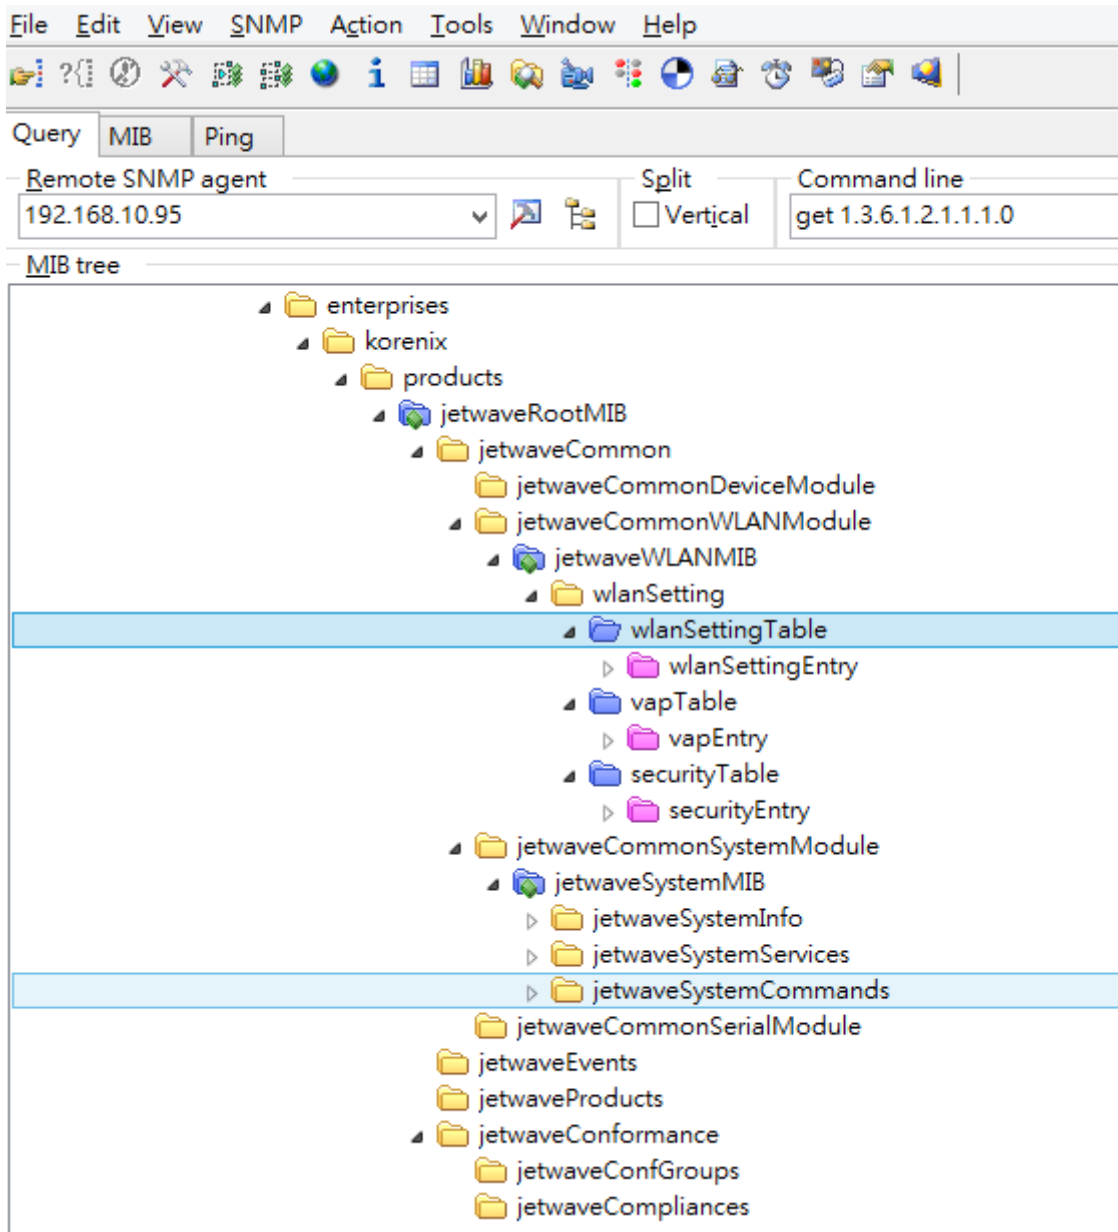 File Edit View SNMP Action Tools Window Help
Query MIB Ping
Remote SNMP agent Split Command line
192.168.10.95 Vertical get 1.3.6.1.2.1.1.1.0
MIB tree
enterprises
korenix
products
jetwaveRootMIB
jetwaveCommon
jetwaveCommonDeviceModule
jetwaveCommonWLANModule
jetwaveWLANMIB
wlanSetting
wlanSettingTable
wlanSettingEntry
vapTable
vapEntry
securityTable
securityEntry
jetwaveCommonSystemModule
jetwaveSystemMIB
jetwaveSystemInfo
jetwaveSystemServices
jetwaveSystemCommands
jetwaveCommonSerialModule
jetwaveEvents
jetwaveProducts
jetwaveConformance
jetwaveConfGroups
jetwaveCompliances